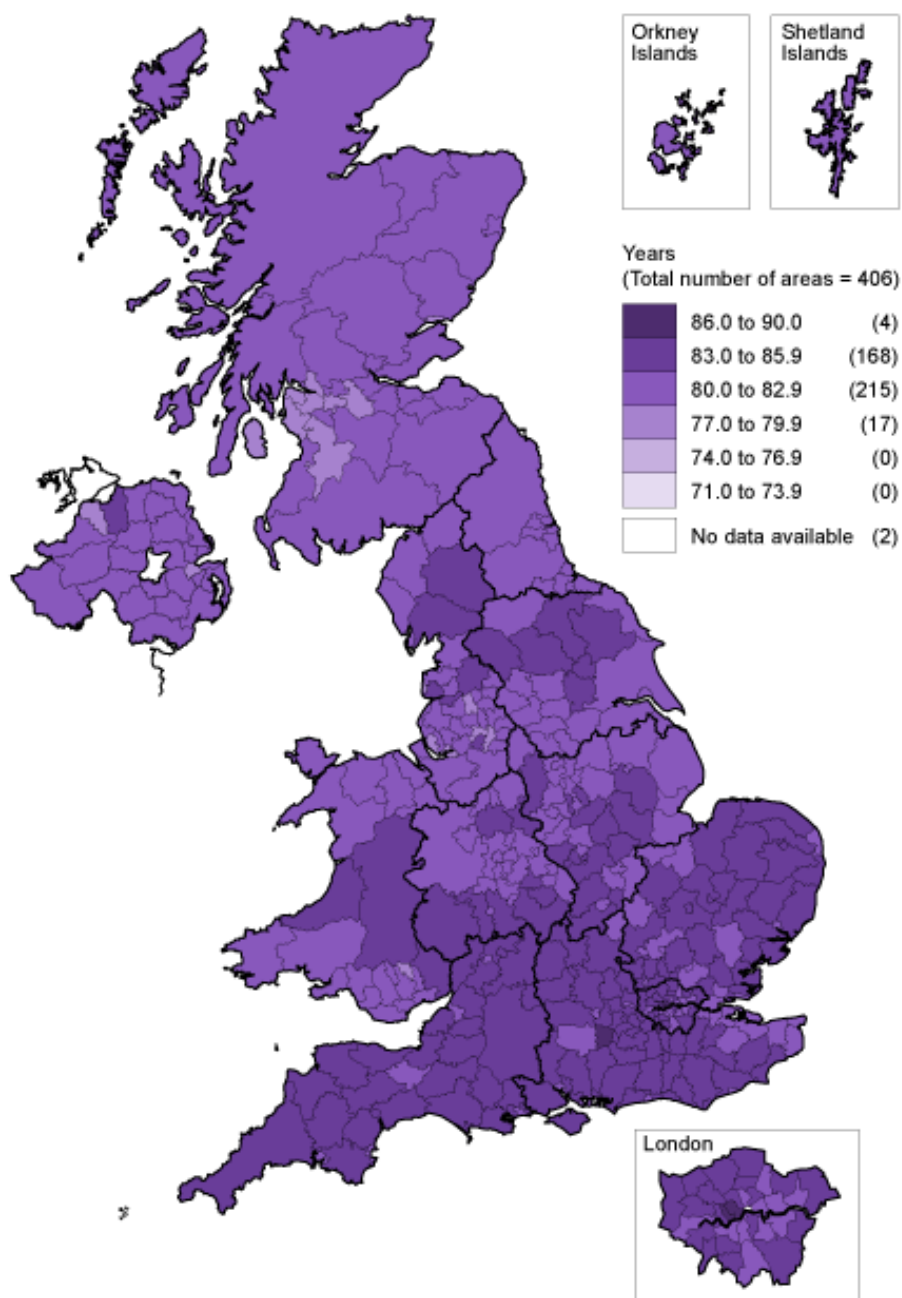 Orkney
Islands
Shetland
Islands
Years
(Total number of areas = 406)
86.0 to 90.0 (4)
83.0 to 85.9 (168)
80.0 to 82.9 (215)
77.0 to 79.9 (17)
74.0 to 76.9 (0)
71.0 to 73.9 (0)
No data available (2)
London